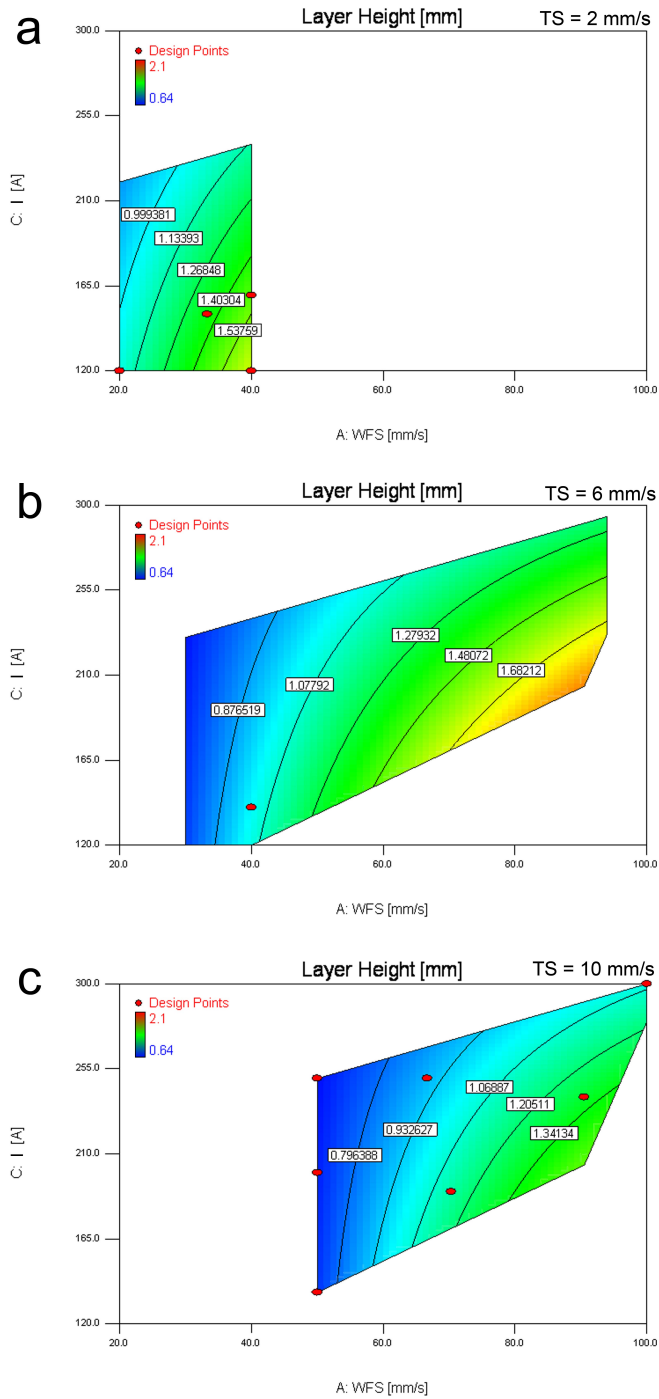 a
Layer Height [mm]
TS = 2 mm/s
300.0
Design Points
2.1
0.64
255.0
C: I [A]
210.0
0.999381
1.13393
1.26848
165.0
1.40304
1.53759
120.0
20.0
40.0
60.0
80.0
100.0
A: WFS [mm/s]
b
Layer Height [mm]
TS = 6 mm/s
300.0
Design Points
2.1
0.64
255.0
C: I [A]
1.27932
210.0
1.48072
1.07792
1.68212
0.876519
165.0
120.0
20.0
40.0
60.0
80.0
100.0
A: WFS [mm/s]
c
Layer Height [mm]
TS = 10 mm/s
300.0
Design Points
2.1
0.64
255.0
C: I [A]
1.06887
1.20511
0.932627
1.34134
210.0
0.796388
165.0
120.0
20.0
40.0
60.0
80.0
100.0
A: WFS [mm/s]